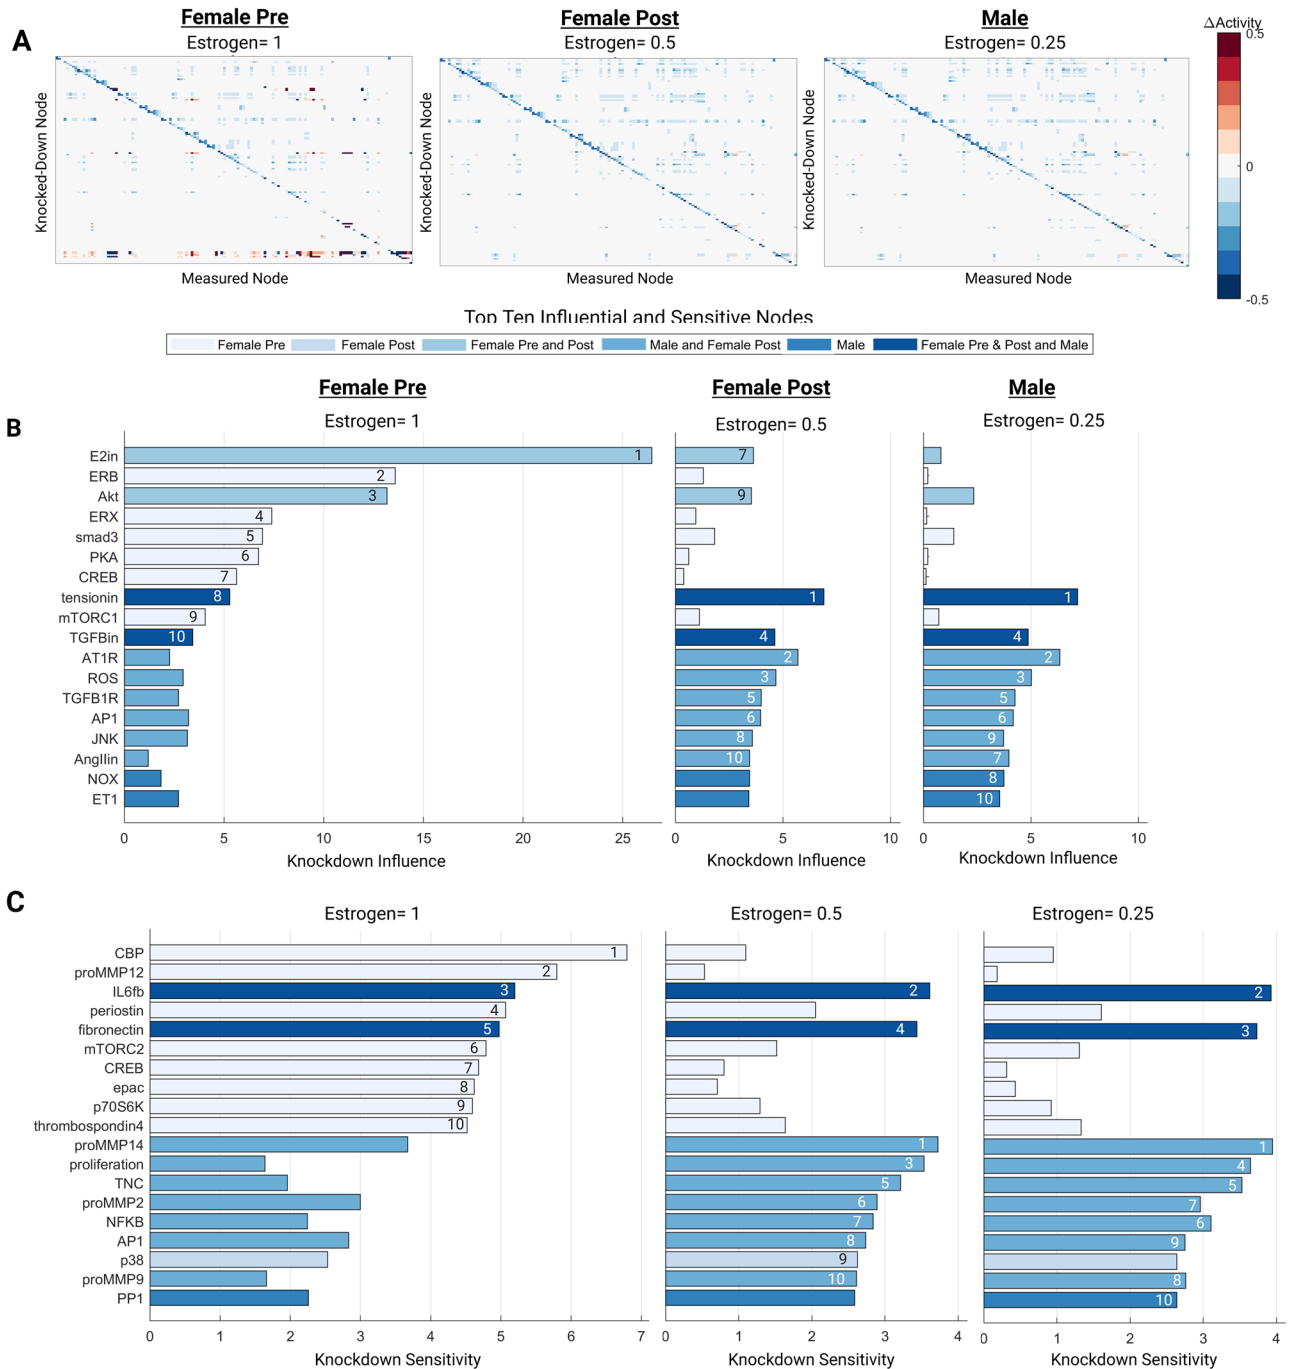 A
Female Pre
Estrogen= 1
Female Post
Estrogen= 0.5
Male
Estrogen= 0.25
ΔActivity
0.5
0
-0.5
Knocked-Down Node
Measured Node
Knocked-Down Node
Measured Node
Knocked-Down Node
Measured Node
Top Ten Influential and Sensitive Nodes
Female Pre
Female Post
Female Pre and Post
Male and Female Post
Male
Female Pre & Post and Male
B
Female Pre
Estrogen= 1
Female Post
Estrogen= 0.5
Male
Estrogen= 0.25
E2in 1 7
ERB 2
Akt 3 9
ERX 4
smad3 5
PKA 6
CREB 7
tensionin 8 1 1
mTORC1 9
TGFBin 10 4 4
AT1R 2 2
ROS 3 3
TGFB1R 5 5
AP1 6 6
JNK 8 9
AngIIin 10 7
NOX 8
ET1 10
0 5 10 15 20 25
0 5 10
0 5 10
Knockdown Influence
Knockdown Influence
Knockdown Influence
C
Estrogen= 1
Estrogen= 0.5
Estrogen= 0.25
CBP 1
proMMP12 2
IL6fb 3 2 2
periostin 4
fibronectin 5 4 3
mTORC2 6
CREB 7
epac 8
p70S6K 9
thrombospondin4 10
proMMP14 1 1
proliferation 3 4
TNC 5 5
proMMP2 6 7
NFKB 7 6
AP1 8 9
p38 9
proMMP9 10 8
PP1 10
0 1 2 3 4 5 6 7
0 1 2 3 4
0 1 2 3 4
Knockdown Sensitivity
Knockdown Sensitivity
Knockdown Sensitivity